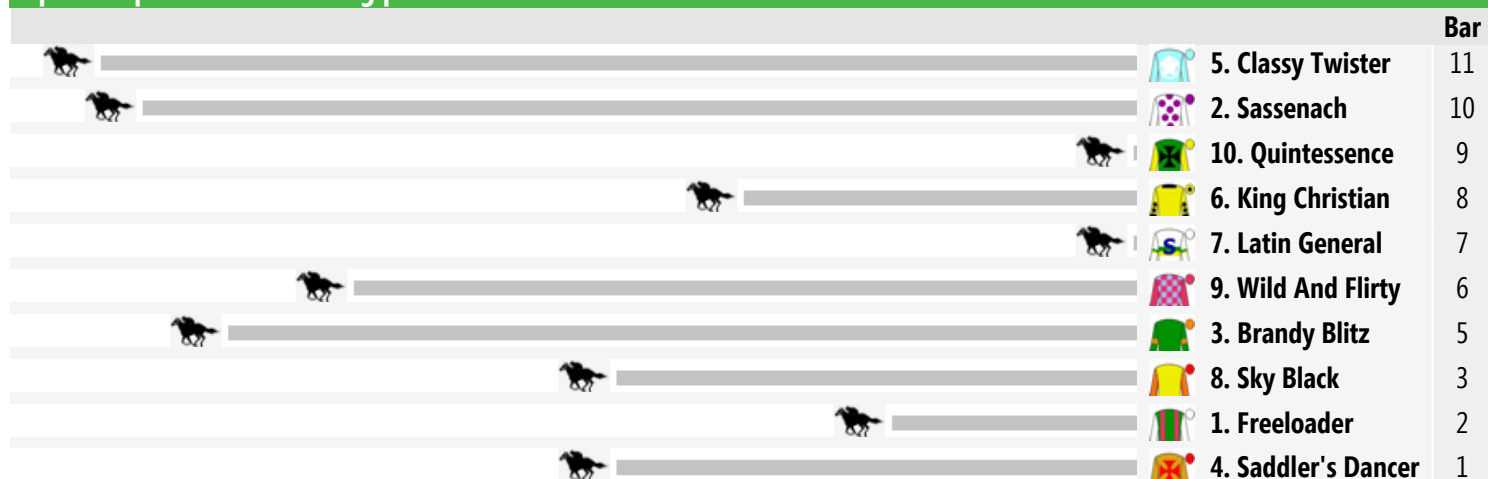 Bar
5. Classy Twister 11
2. Sassenach 10
10. Quintessence 9
6. King Christian 8
S 7. Latin General 7
9. Wild And Flirty 6
3. Brandy Blitz 5
8. Sky Black 3
1. Freeloader 2
4. Saddler's Dancer 1